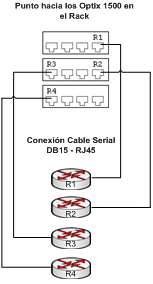 Punto hacia los Optix 1500 en
el Rack
R1
R3 R2
R4
Conexión Cable Serial
DB15 - RJ45
R1
R2
R3
R4